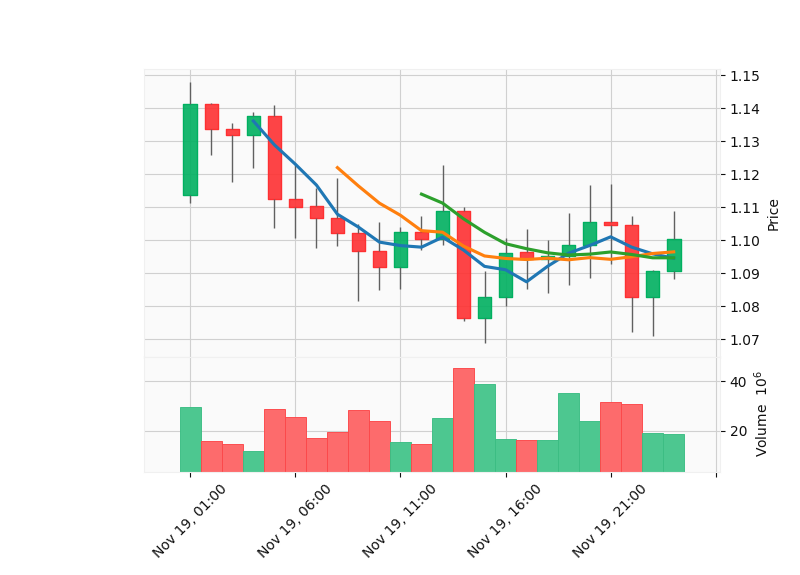 1.15
1.14
1.13
1.12
1.11
1.10
1.09
1.08
1.07
Price
40
20
Volume 10⁶
Nov 19, 01:00
Nov 19, 06:00
Nov 19, 11:00
Nov 19, 16:00
Nov 19, 21:00